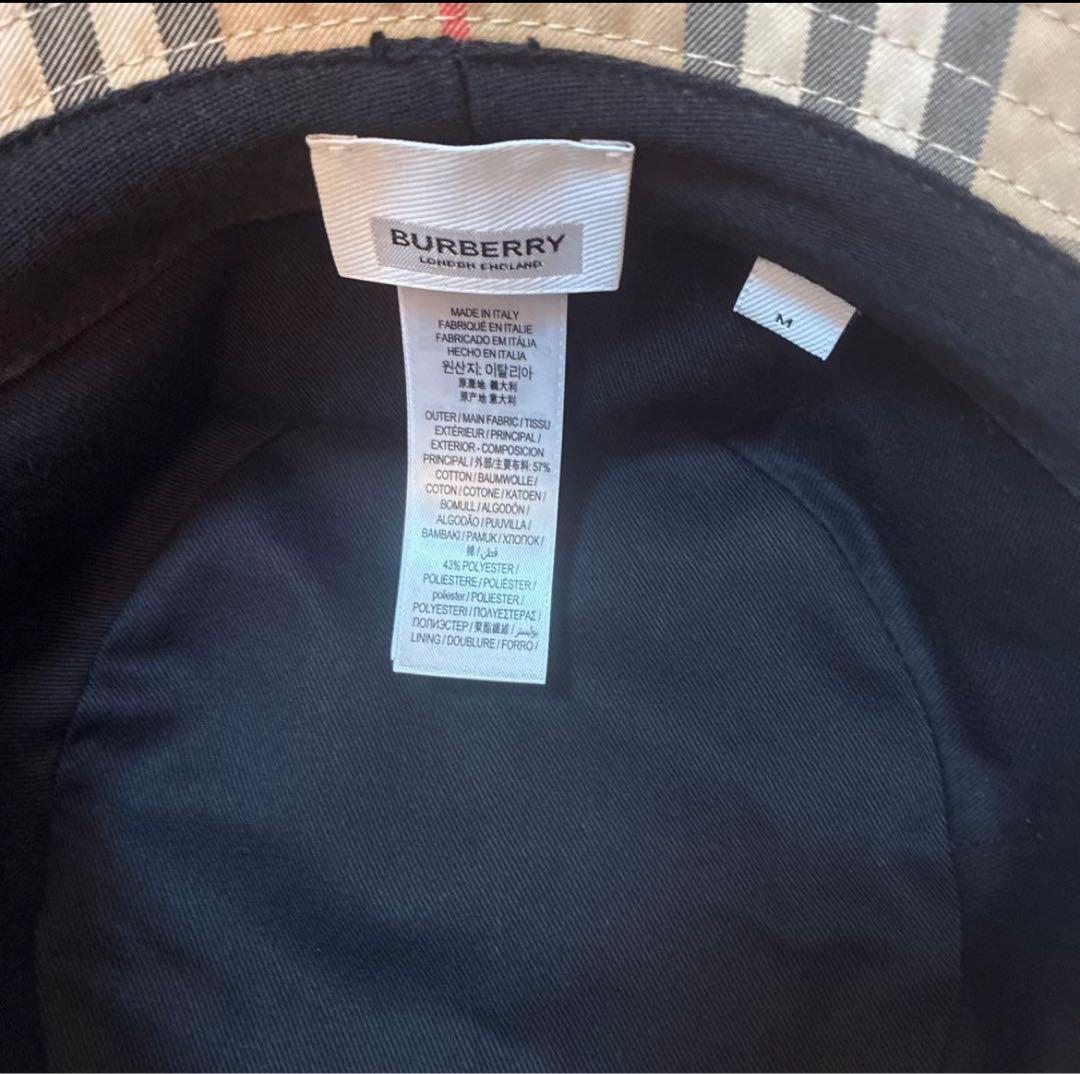 BURBERRY
LONDON ENGLAND
M
MADE IN ITALY
FABRIQUÉ EN ITALIE
FABRICADO EM ITÁLIA
HECHO EN ITALIA
원산지: 이탈리아
原產地 義大利
原产地 意大利
OUTER / MAIN FABRIC / TISSU
EXTÉRIEUR / PRINCIPAL /
EXTERIOR - COMPOSICION
PRINCIPAL / 外部/主要布料: 57%
COTTON / BAUMWOLLE /
COTON / COTONE / KATOEN /
BOMULL / ALGODÓN /
ALGODÃO / PUUVILLA /
BAMBAKI / PAMUK / ХЛОПОК /
棉 / قطن /
43% POLYESTER /
POLIESTERE / POLIÉSTER /
poliester / POLIESTER /
POLYESTERI / ΠΟΛΥΕΣΤΕΡΑΣ /
ПОЛИЭСТЕР / 聚酯纖維 / بوليستر /
LINING / DOUBLURE / FORRO /